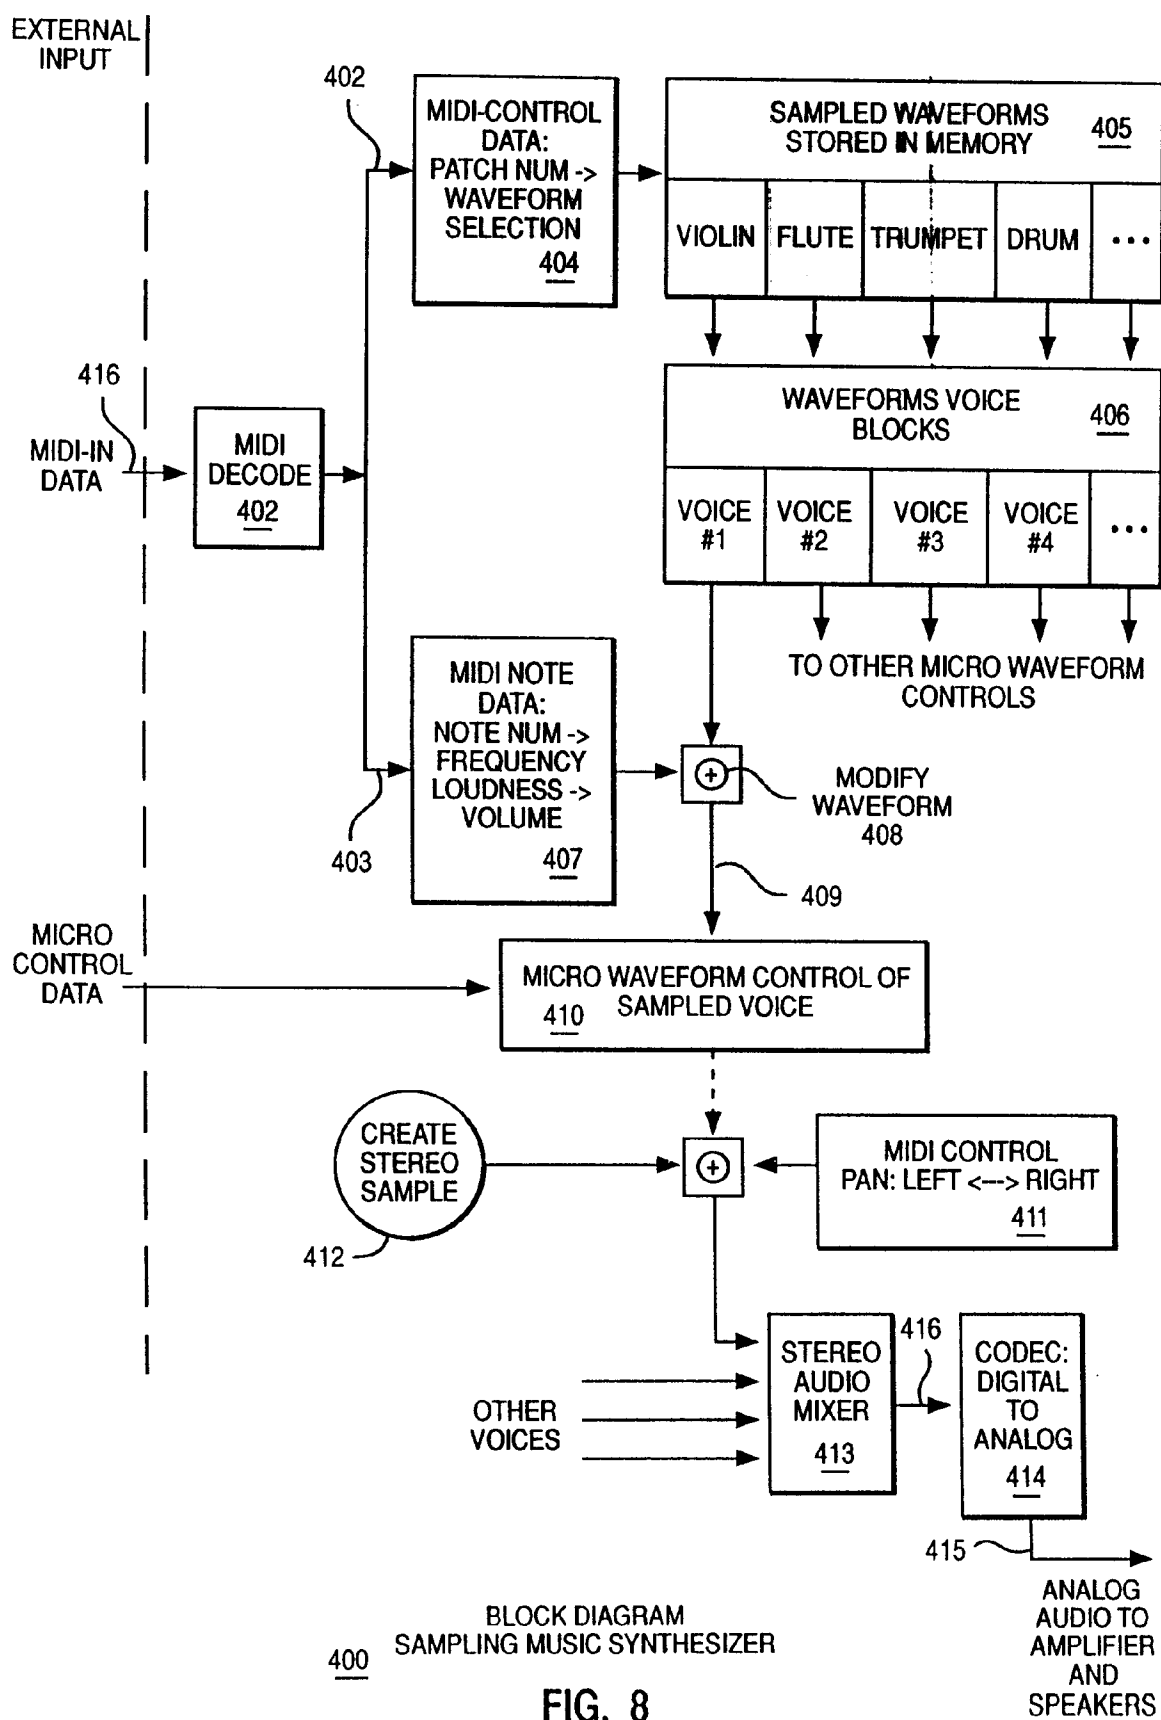 EXTERNAL
INPUT
402
MIDI-CONTROL
DATA:
PATCH NUM ->
WAVEFORM
SELECTION
404
SAMPLED WAVEFORMS
STORED IN MEMORY
405
VIOLIN
FLUTE
TRUMPET
DRUM
...
416
MIDI-IN
DATA
MIDI
DECODE
402
WAVEFORMS VOICE
BLOCKS
406
VOICE
#1
VOICE
#2
VOICE
#3
VOICE
#4
...
TO OTHER MICRO WAVEFORM
CONTROLS
MIDI NOTE
DATA:
NOTE NUM ->
FREQUENCY
LOUDNESS ->
VOLUME
407
403
MODIFY
WAVEFORM
408
409
MICRO
CONTROL
DATA
MICRO WAVEFORM CONTROL OF
SAMPLED VOICE
410
CREATE
STEREO
SAMPLE
412
MIDI CONTROL
PAN: LEFT <---> RIGHT
411
OTHER
VOICES
STEREO
AUDIO
MIXER
413
416
CODEC:
DIGITAL
TO
ANALOG
414
415
ANALOG
AUDIO TO
AMPLIFIER
AND
SPEAKERS
BLOCK DIAGRAM
SAMPLING MUSIC SYNTHESIZER
400
FIG. 8